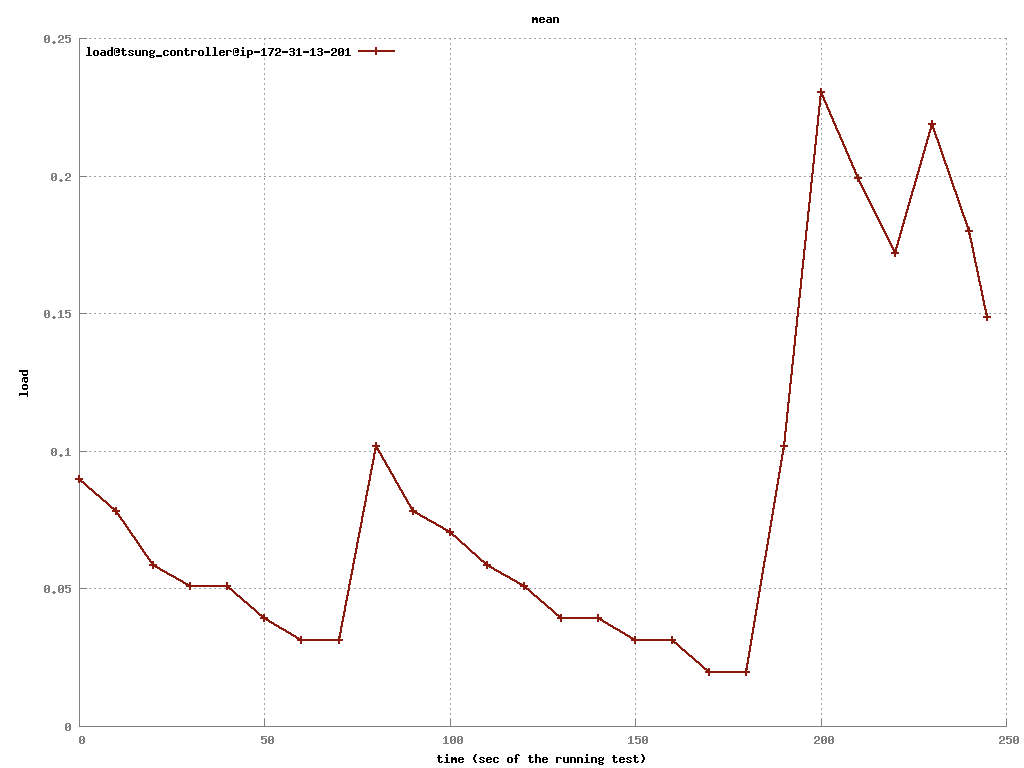 mean
0.25
load@tsung_controller@ip-172-31-13-201
0.2
0.15
load
0.1
0.05
0
0 50 100 150 200 250
time (sec of the running test)